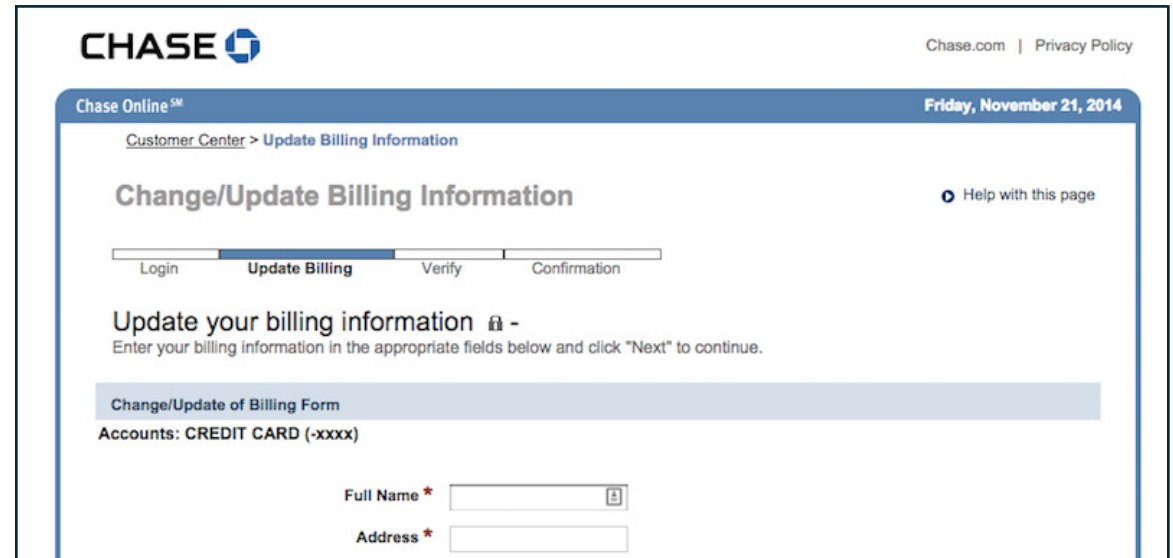 CHASE
Chase.com | Privacy Policy
Chase Online℠
Friday, November 21, 2014
Customer Center > Update Billing Information
Change/Update Billing Information
Help with this page
Login Update Billing Verify Confirmation
Update your billing information -
Enter your billing information in the appropriate fields below and click "Next" to continue.
Change/Update of Billing Form
Accounts: CREDIT CARD (-xxxx)
Full Name *
Address *